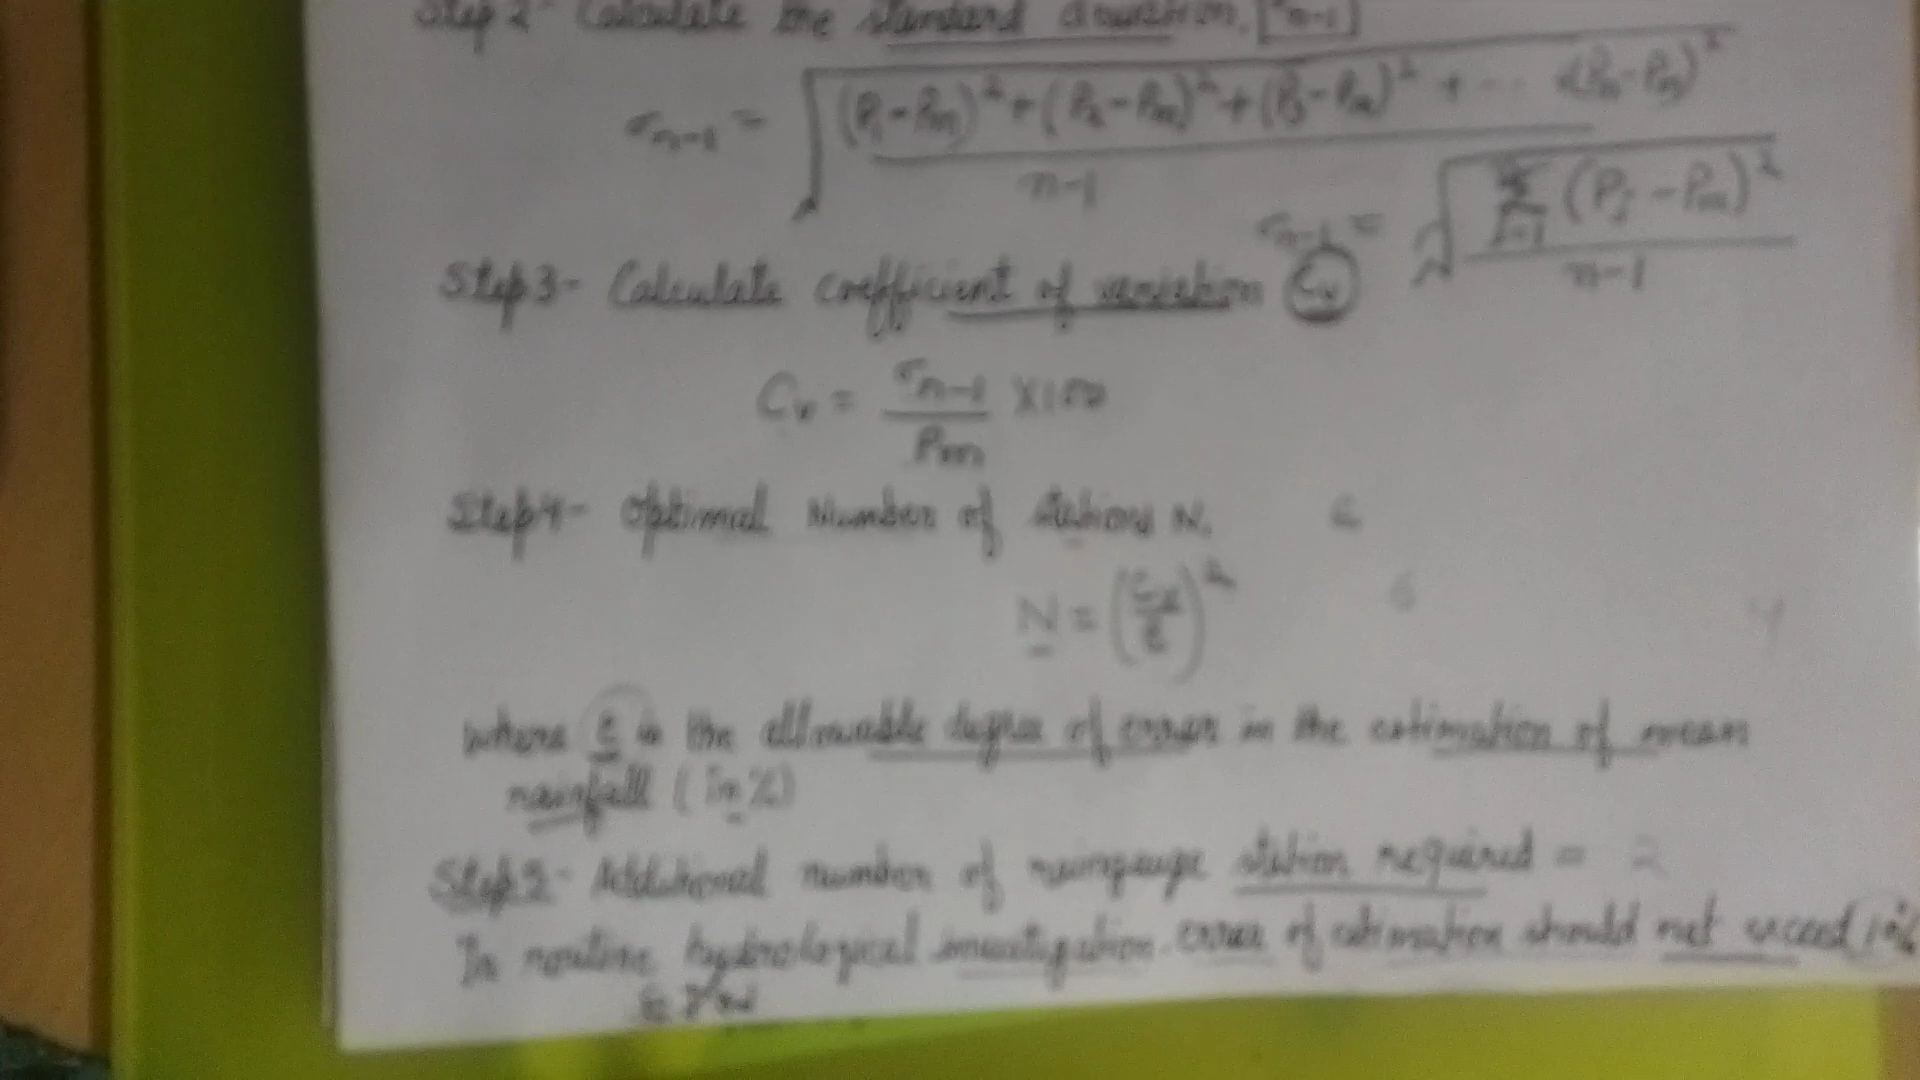 Step 2- Calculate the standard deviation. [σn-1]
σn-1 = √((P1-Pm)²+(P2-Pm)²+(P3-Pm)²+ ... (Pn-Pm)² / n-1)
σn-1 = √(Σi=1 (Pi-Pm)² / n-1)
Step 3- Calculate coefficient of variation Cv
Cv = σn-1 / Pm X100
Step 4- Optimal Number of stations N.
N = (Cv/ε)²
where ε is the allowable degree of error in the estimation of mean
rainfall (in %)
Step 5- Additional number of raingauge station required =
In routine hydrological investigation error of estimation should not exceed 10%